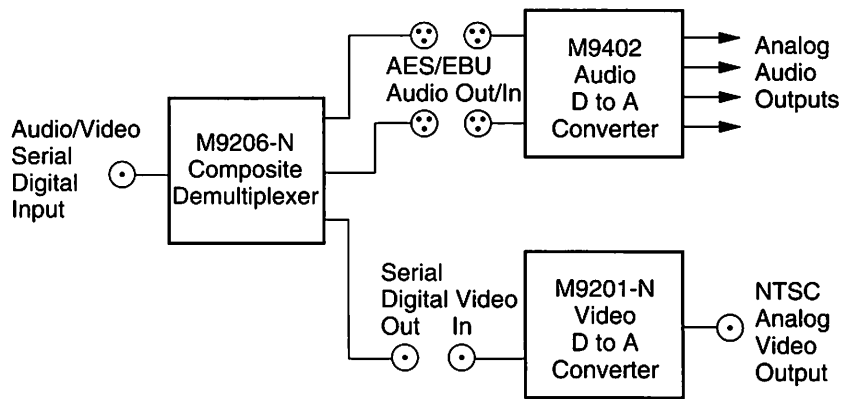 Audio/Video
Serial
Digital
Input
M9206-N
Composite
Demultiplexer
AES/EBU
Audio Out/In
M9402
Audio
D to A
Converter
Analog
Audio
Outputs
Serial
Digital Video
Out In
M9201-N
Video
D to A
Converter
NTSC
Analog
Video
Output